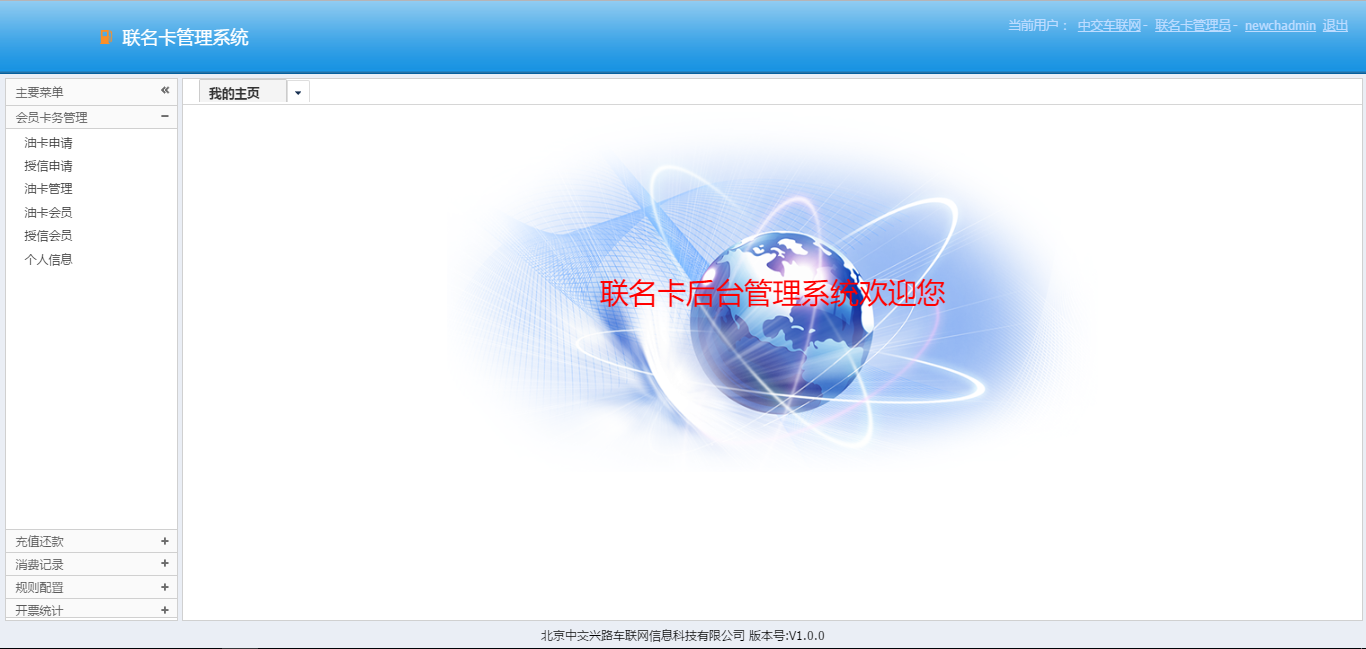 联名卡管理系统
当前用户： 中交车联网- 联名卡管理员- newchadmin 退出
主要菜单
会员卡务管理
油卡申请
授信申请
油卡管理
油卡会员
授信会员
个人信息
充值还款
消费记录
规则配置
开票统计
我的主页
联名卡后台管理系统欢迎您
北京中交兴路车联网信息科技有限公司 版本号:V1.0.0